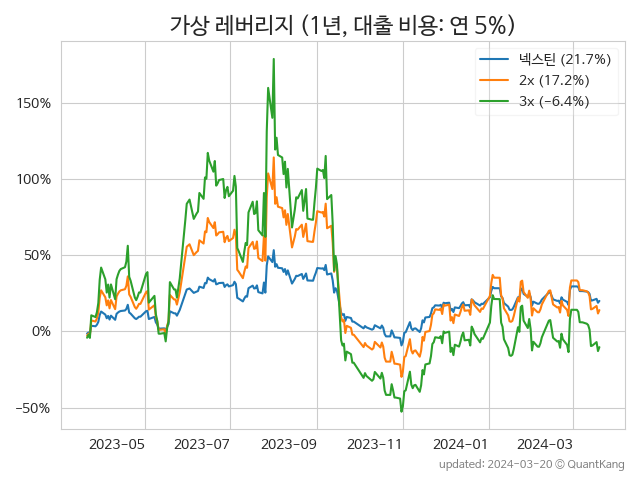 가상 레버리지 (1년, 대출 비용: 연 5%)
넥스틴 (21.7%)
2x (17.2%)
3x (−6.4%)
150%
100%
50%
0%
−50%
2023-05
2023-07
2023-09
2023-11
2024-01
2024-03
updated: 2024-03-20 © QuantKang